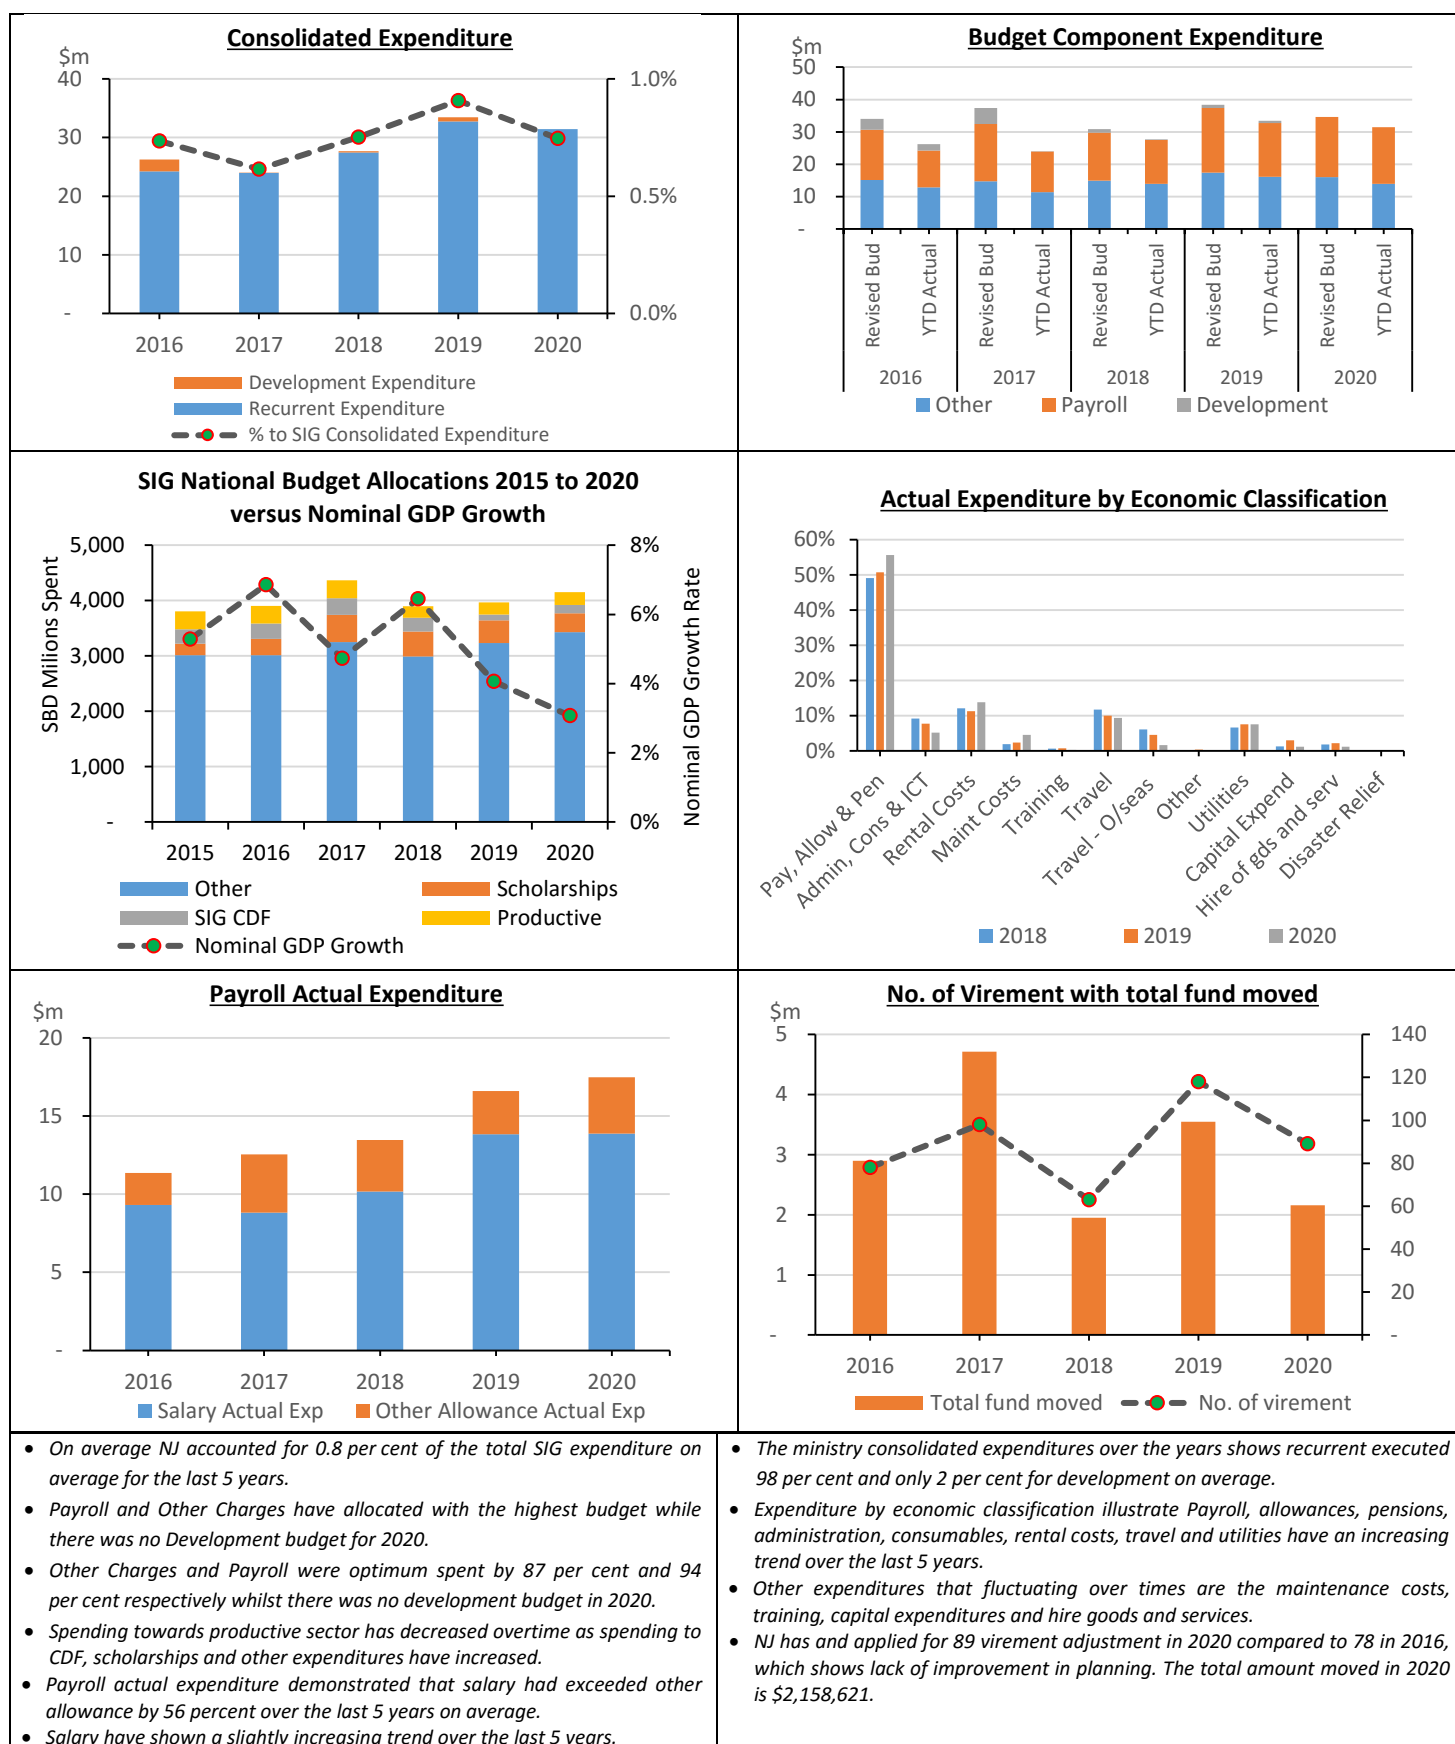 Consolidated Expenditure
$m
40
30
20
10
-
1.0%
0.5%
0.0%
2016 2017 2018 2019 2020
Development Expenditure
Recurrent Expenditure
% to SIG Consolidated Expenditure
Budget Component Expenditure
$m
50
40
30
20
10
-
Revised Bud
YTD Actual
Revised Bud
YTD Actual
Revised Bud
YTD Actual
Revised Bud
YTD Actual
Revised Bud
YTD Actual
2016 2017 2018 2019 2020
Other Payroll Development
SIG National Budget Allocations 2015 to 2020
versus Nominal GDP Growth
SBD Milions Spent
5,000
4,000
3,000
2,000
1,000
-
8%
6%
4%
2%
0%
Nominal GDP Growth Rate
2015 2016 2017 2018 2019 2020
Other Scholarships
SIG CDF Productive
Nominal GDP Growth
Actual Expenditure by Economic Classification
60%
50%
40%
30%
20%
10%
0%
Pay, Allow & Pen
Admin, Cons & ICT
Rental Costs
Maint Costs
Training
Travel
Travel - O/seas
Other
Utilities
Capital Expend
Hire of gds and serv
Disaster Relief
2018 2019 2020
Payroll Actual Expenditure
$m
20
15
10
5
-
2016 2017 2018 2019 2020
Salary Actual Exp Other Allowance Actual Exp
No. of Virement with total fund moved
$m
5
4
3
2
1
-
140
120
100
80
60
40
20
-
2016 2017 2018 2019 2020
Total fund moved No. of virement
• On average NJ accounted for 0.8 per cent of the total SIG expenditure on
average for the last 5 years.
• Payroll and Other Charges have allocated with the highest budget while
there was no Development budget for 2020.
• Other Charges and Payroll were optimum spent by 87 per cent and 94
per cent respectively whilst there was no development budget in 2020.
• Spending towards productive sector has decreased overtime as spending to
CDF, scholarships and other expenditures have increased.
• Payroll actual expenditure demonstrated that salary had exceeded other
allowance by 56 percent over the last 5 years on average.
• Salary have shown a slightly increasing trend over the last 5 years.
• The ministry consolidated expenditures over the years shows recurrent executed
98 per cent and only 2 per cent for development on average.
• Expenditure by economic classification illustrate Payroll, allowances, pensions,
administration, consumables, rental costs, travel and utilities have an increasing
trend over the last 5 years.
• Other expenditures that fluctuating over times are the maintenance costs,
training, capital expenditures and hire goods and services.
• NJ has and applied for 89 virement adjustment in 2020 compared to 78 in 2016,
which shows lack of improvement in planning. The total amount moved in 2020
is $2,158,621.